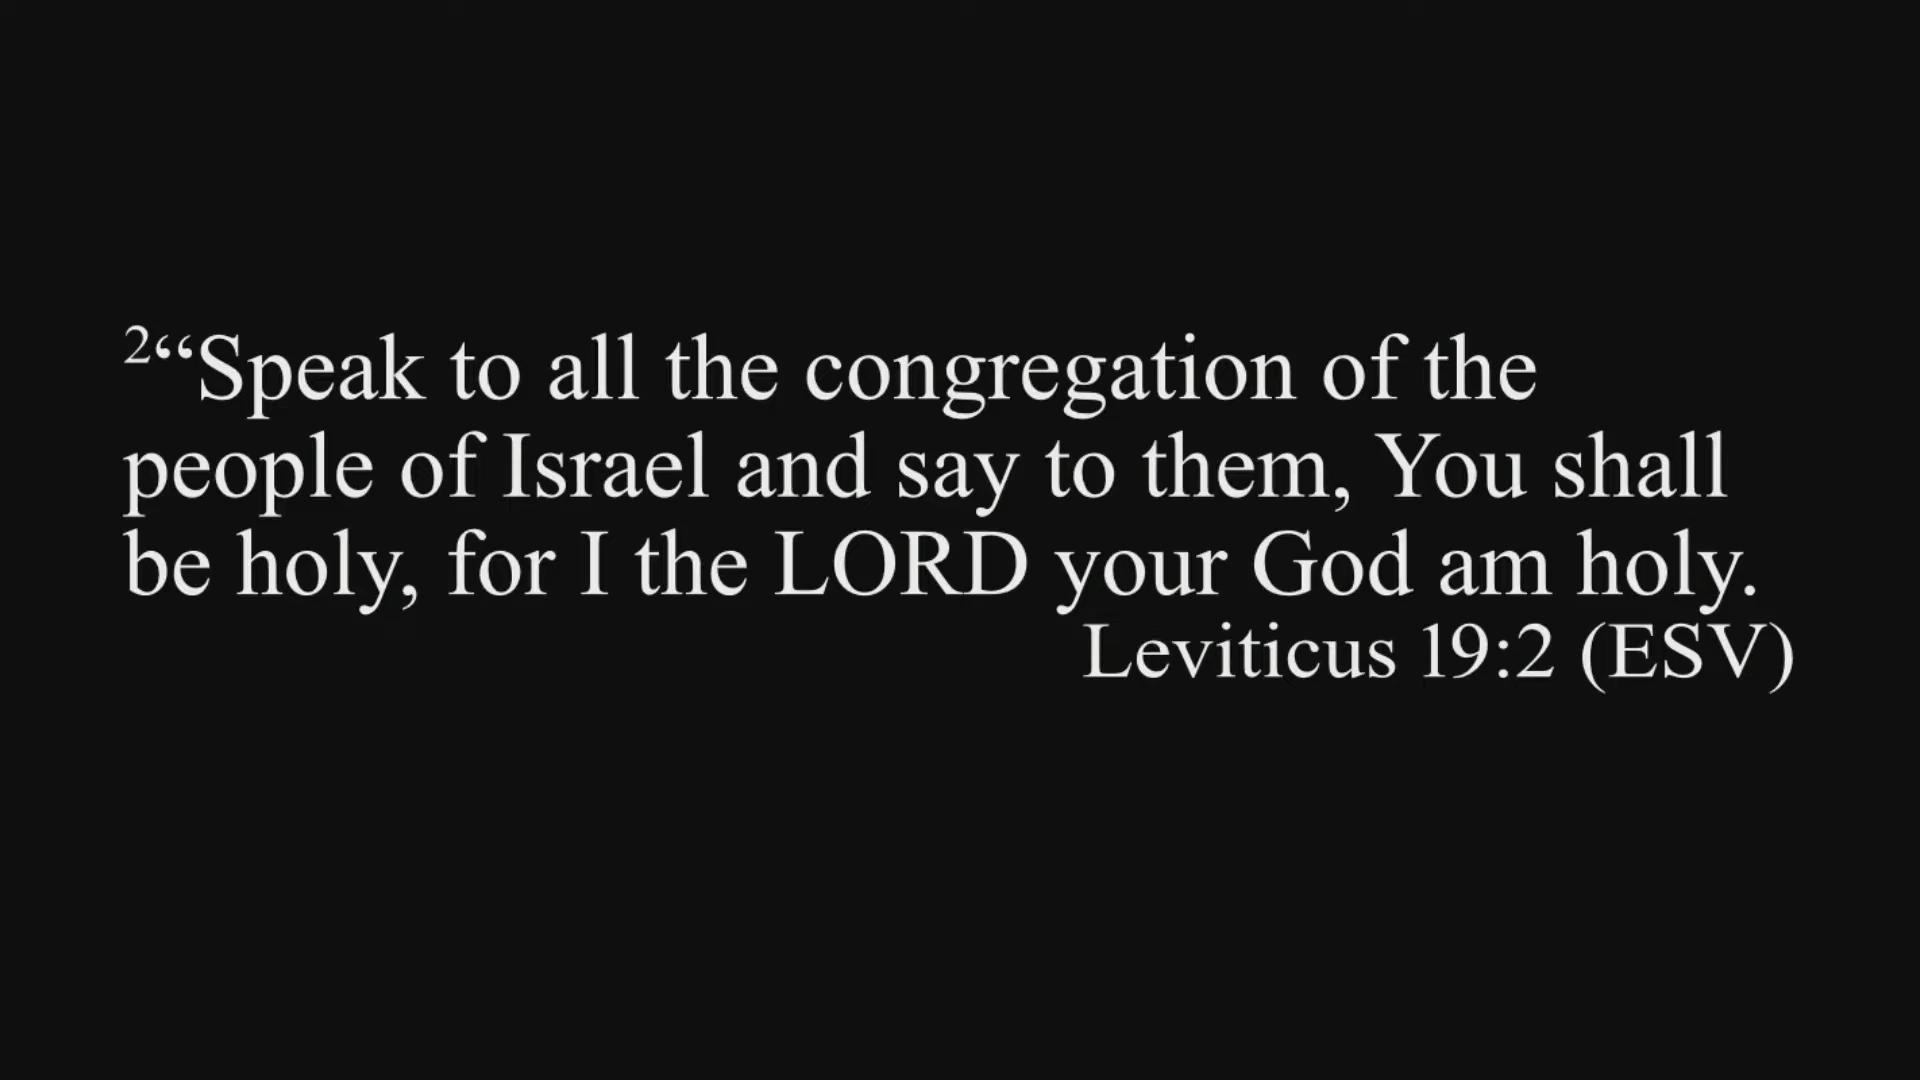 ²“Speak to all the congregation of the
people of Israel and say to them, You shall
be holy, for I the LORD your God am holy.
Leviticus 19:2 (ESV)